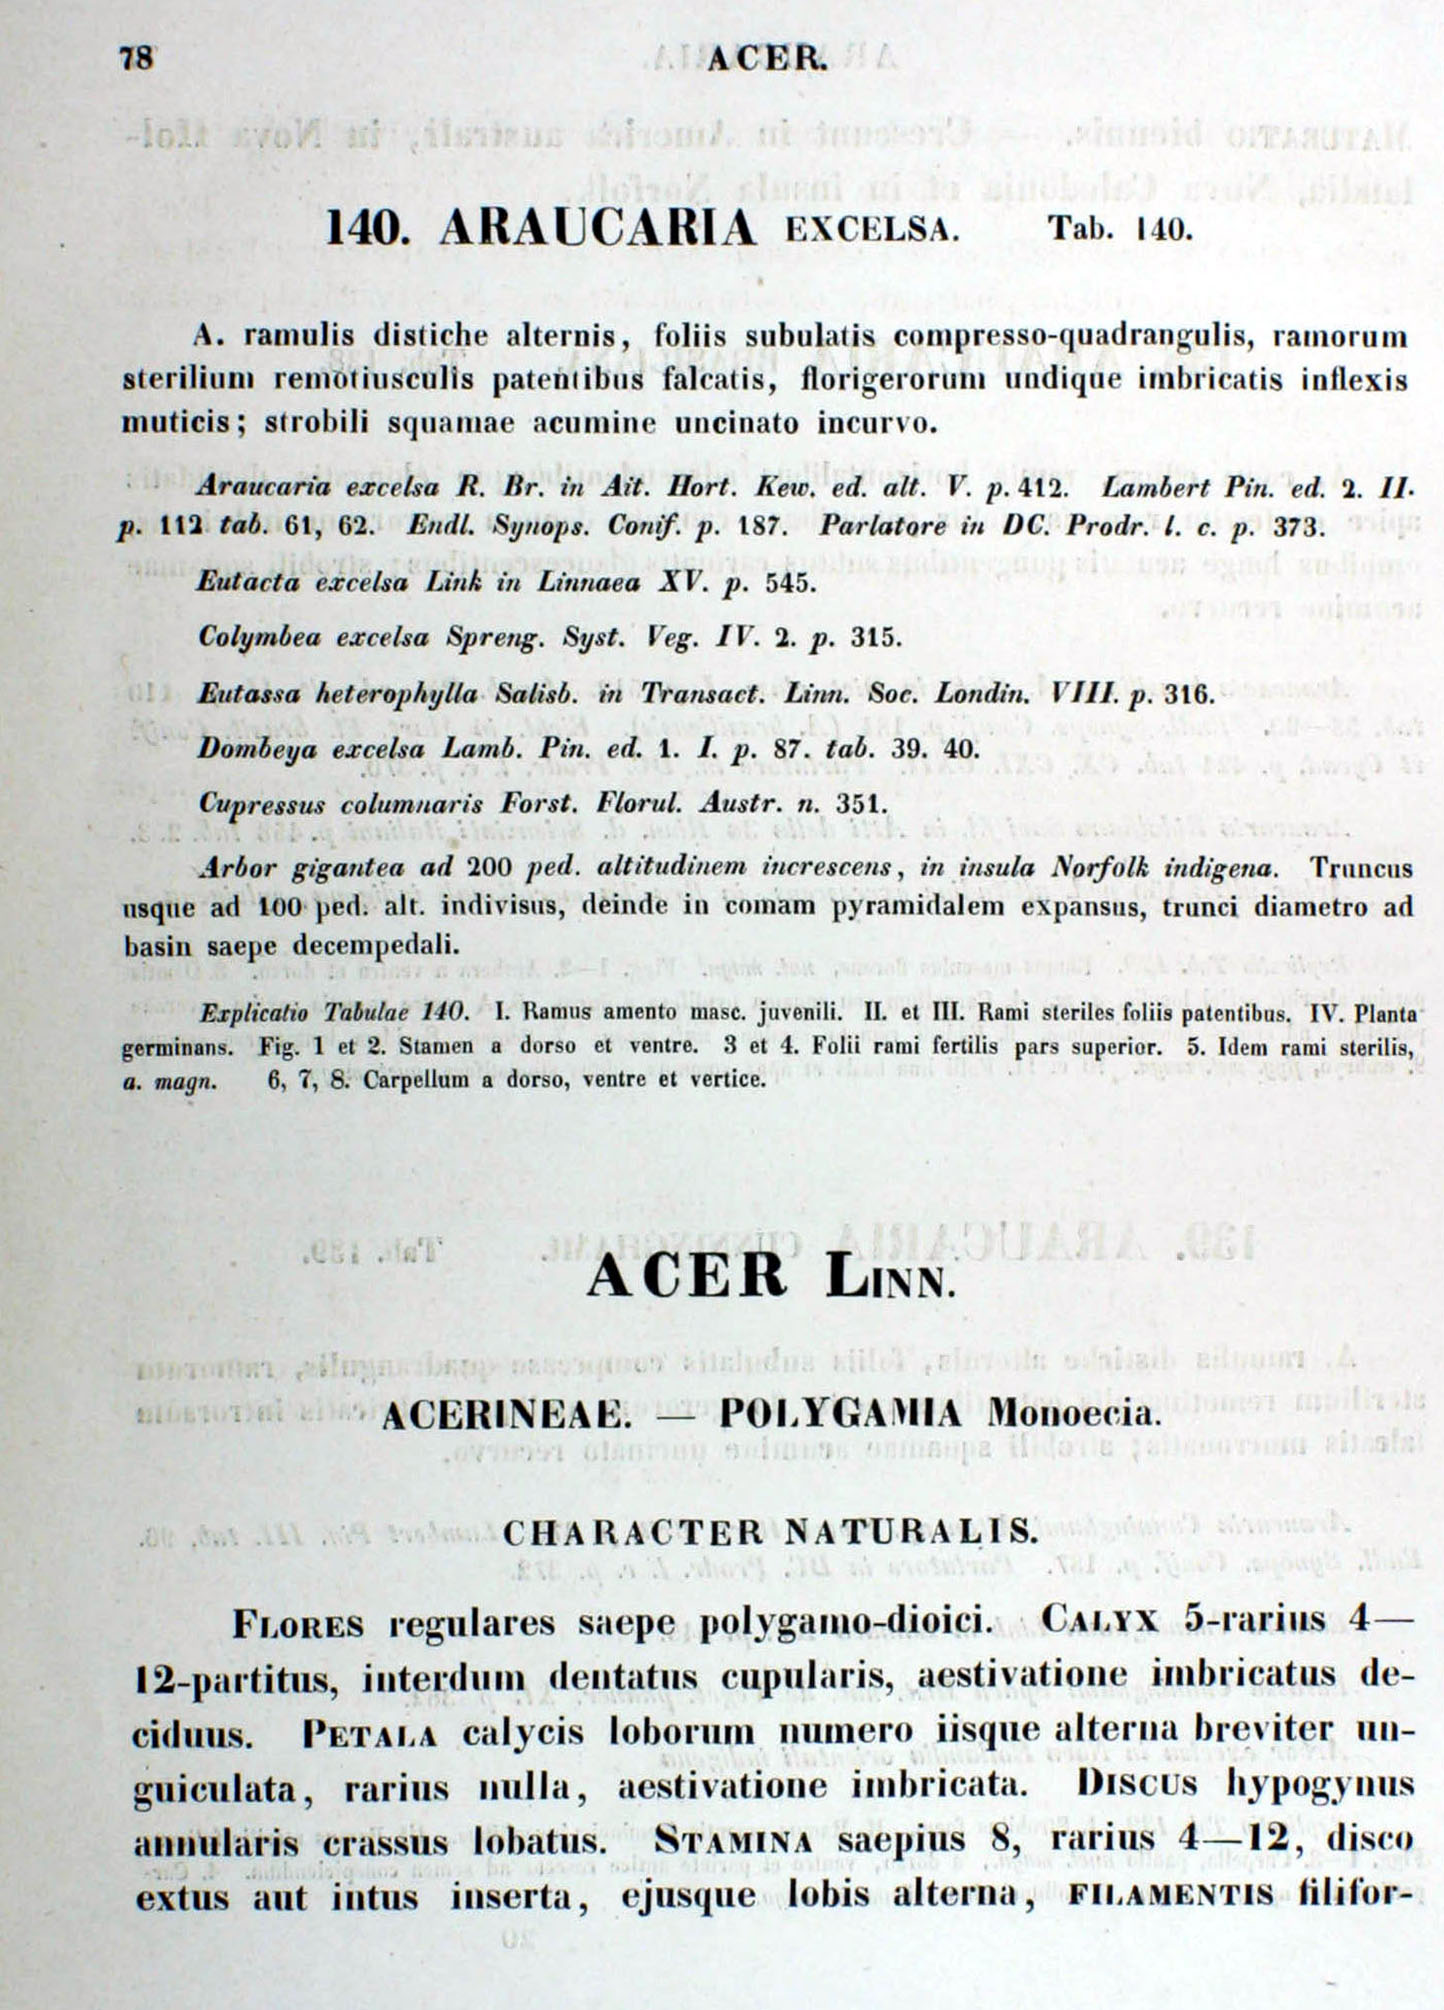 78 ACER.
140. ARAUCARIA EXCELSA. Tab. 140.
A. ramulis distiche alternis, foliis subulatis compresso-quadrangulis, ramorum
sterilium remotiusculis patentibus falcatis, florigerorum undique imbricatis inflexis
muticis; strobili squamae acumine uncinato incurvo.
Araucaria excelsa R. Br. in Ait. Hort. Kew. ed. alt. V. p. 412. Lambert Pin. ed. 2. II.
p. 112 tab. 61, 62. Endl. Synops. Conif. p. 187. Parlatore in DC. Prodr. l. c. p. 373.
Eutacta excelsa Link in Linnaea XV. p. 545.
Colymbea excelsa Spreng. Syst. Veg. IV. 2. p. 315.
Eutassa heterophylla Salisb. in Transact. Linn. Soc. Londin. VIII. p. 316.
Dombeya excelsa Lamb. Pin. ed. 1. I. p. 87. tab. 39. 40.
Cupressus columnaris Forst. Florul. Austr. n. 351.
Arbor gigantea ad 200 ped. altitudinem increscens, in insula Norfolk indigena. Truncus
usque ad 100 ped. alt. indivisus, deinde in comam pyramidalem expansus, trunci diametro ad
basin saepe decempedali.
Explicatio Tabulae 140. I. Ramus amento masc. juvenili. II. et III. Rami steriles foliis patentibus. IV. Planta
germinans. Fig. 1 et 2. Stamen a dorso et ventre. 3 et 4. Folii rami fertilis pars superior. 5. Idem rami sterilis,
a. magn. 6, 7, 8. Carpellum a dorso, ventre et vertice.
ACER LINN.
ACERINEAE. — POLYGAMIA Monoecia.
CHARACTER NATURALIS.
FLORES regulares saepe polygamo-dioici. CALYX 5-rarius 4—
12-partitus, interdum dentatus cupularis, aestivatione imbricatus de-
ciduus. PETALA calycis loborum numero iisque alterna breviter un-
guiculata, rarius nulla, aestivatione imbricata. DISCUS hypogynus
annularis crassus lobatus. STAMINA saepius 8, rarius 4—12, disco
extus aut intus inserta, ejusque lobis alterna, FILAMENTIS filifor-